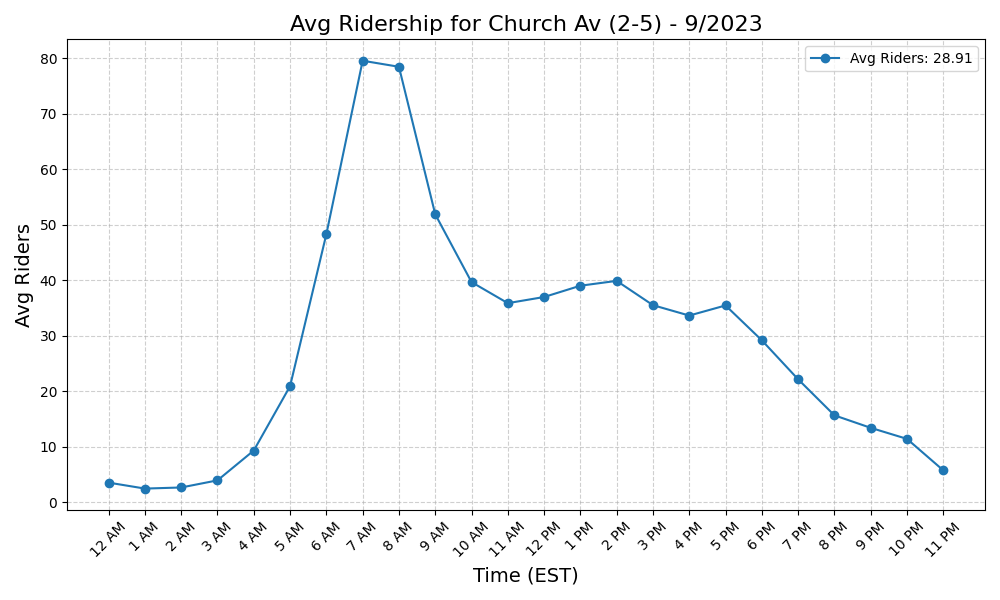 Avg Ridership for Church Av (2-5) - 9/2023
Avg Riders: 28.91
Avg Riders
80
70
60
50
40
30
20
10
0
12 AM
1 AM
2 AM
3 AM
4 AM
5 AM
6 AM
7 AM
8 AM
9 AM
10 AM
11 AM
12 PM
1 PM
2 PM
3 PM
4 PM
5 PM
6 PM
7 PM
8 PM
9 PM
10 PM
11 PM
Time (EST)